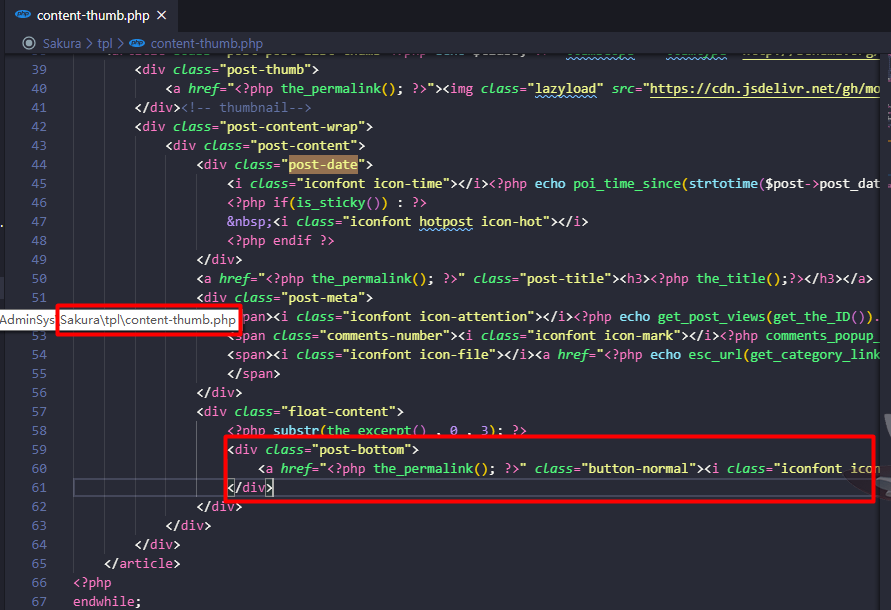 content-thumb.php ×
Sakura > tpl > content-thumb.php
39 <div class="post-thumb">
40 <a href="<?php the_permalink(); ?>"><img class="lazyload" src="https://cdn.jsdelivr.net/gh/mo
41 </div><!-- thumbnail-->
42 <div class="post-content-wrap">
43 <div class="post-content">
44 <div class="post-date">
45 <i class="iconfont icon-time"></i><?php echo poi_time_since(strtotime($post->post_dat
46 <?php if(is_sticky()) : ?>
47 &nbsp;<i class="iconfont hotpost icon-hot"></i>
48 <?php endif ?>
49 </div>
50 <a href="<?php the_permalink(); ?>" class="post-title"><h3><?php the_title();?></h3></a>
51 <div class="post-meta">
AdminSys Sakura\tpl\content-thumb.php pan><i class="iconfont icon-attention"></i><?php echo get_post_views(get_the_ID()).
53 <span class="comments-number"><i class="iconfont icon-mark"></i><?php comments_popup_
54 <span><i class="iconfont icon-file"></i><a href="<?php echo esc_url(get_category_link
55 </span>
56 </div>
57 <div class="float-content">
58 <?php substr(the_excerpt() , 0 , 3); ?>
59 <div class="post-bottom">
60 <a href="<?php the_permalink(); ?>" class="button-normal"><i class="iconfont icon
61 </div>
62 </div>
63 </div>
64 </div>
65 </article>
66 <?php
67 endwhile;